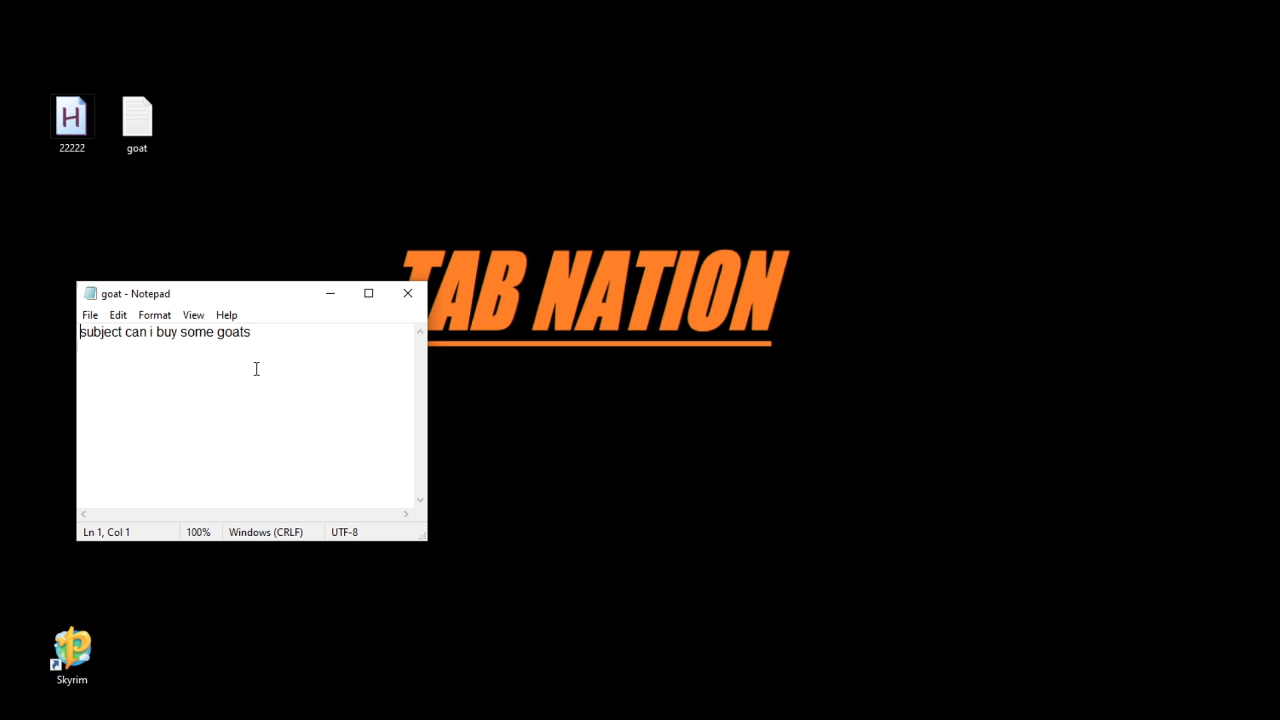 H
22222
goat
TAB NATION
goat - Notepad
File Edit Format View Help
subject can i buy some goats
Ln 1, Col 1 100% Windows (CRLF) UTF-8
Skyrim